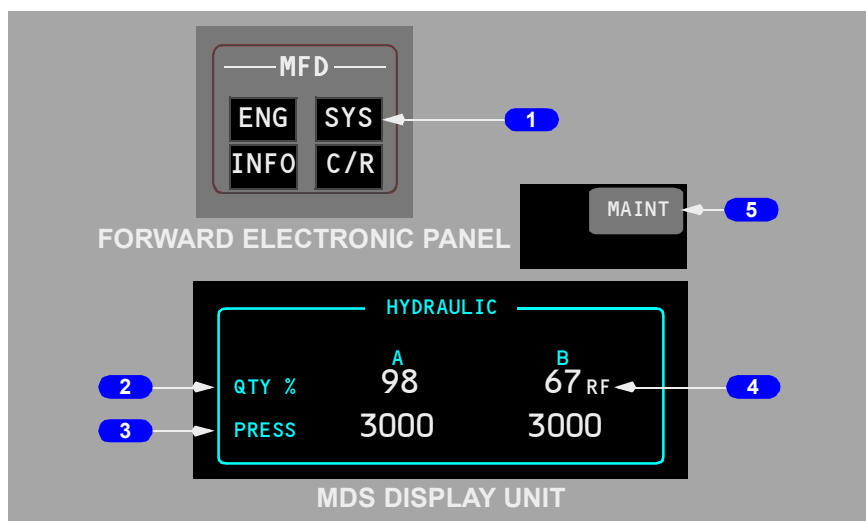 MFD
ENG SYS 1
INFO C/R
MAINT 5
FORWARD ELECTRONIC PANEL
HYDRAULIC
A B
2 QTY % 98 67 RF 4
3 PRESS 3000 3000
MDS DISPLAY UNIT